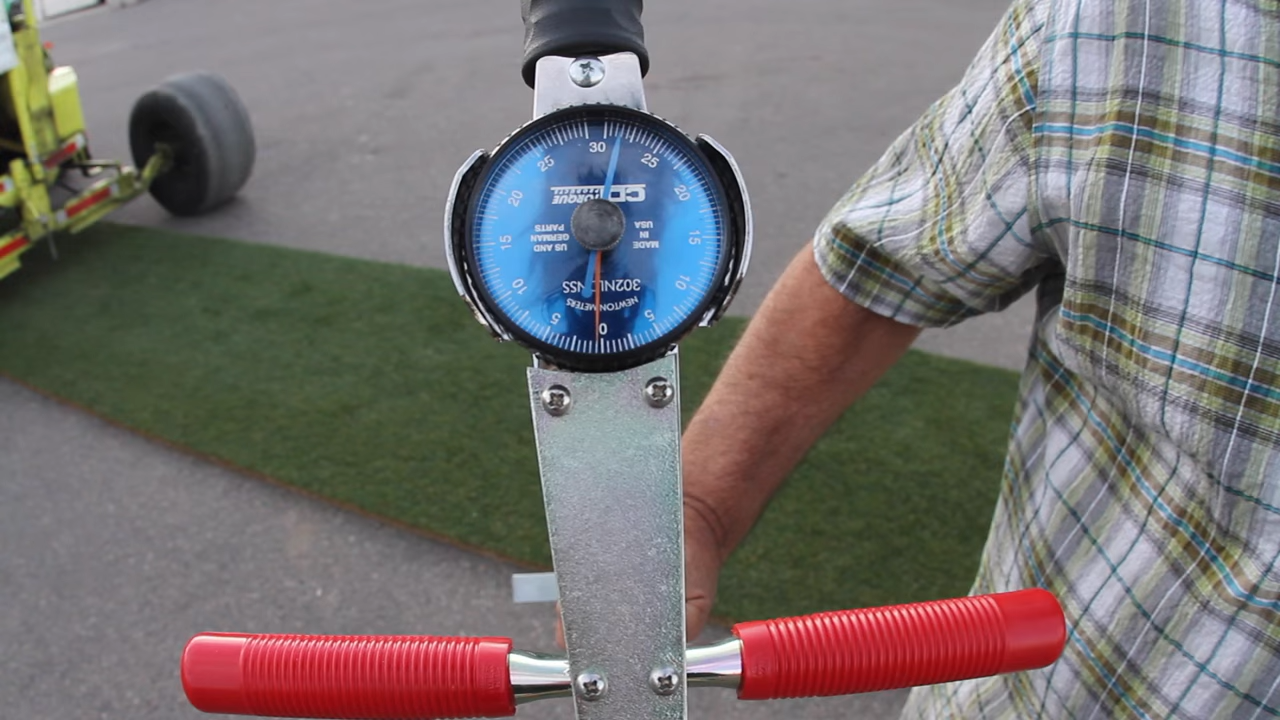 30
25 25
20 20
15 15
10 10
5 5
0
CDI
TORQUE
MADE
IN
USA
US AND
GERMAN
PARTS
NEWTON METERS